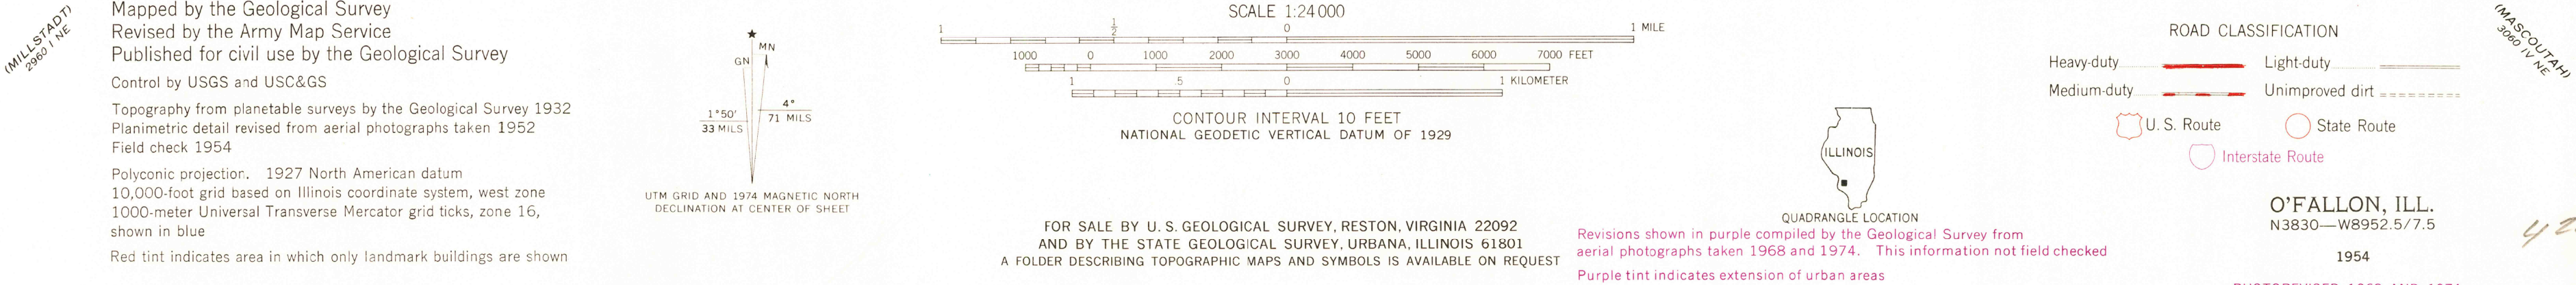 (MILLSTADT)
2960 I NE
Mapped by the Geological Survey
Revised by the Army Map Service
Published for civil use by the Geological Survey
Control by USGS and USC&GS
Topography from planetable surveys by the Geological Survey 1932
Planimetric detail revised from aerial photographs taken 1952
Field check 1954
Polyconic projection. 1927 North American datum
10,000-foot grid based on Illinois coordinate system, west zone
1000-meter Universal Transverse Mercator grid ticks, zone 16,
shown in blue
Red tint indicates area in which only landmark buildings are shown
MN
GN
1°50'
33 MILS
4°
71 MILS
UTM GRID AND 1974 MAGNETIC NORTH
DECLINATION AT CENTER OF SHEET
SCALE 1:24 000
1 1/2 0 1 MILE
1000 0 1000 2000 3000 4000 5000 6000 7000 FEET
1 .5 0 1 KILOMETER
CONTOUR INTERVAL 10 FEET
NATIONAL GEODETIC VERTICAL DATUM OF 1929
FOR SALE BY U. S. GEOLOGICAL SURVEY, RESTON, VIRGINIA 22092
AND BY THE STATE GEOLOGICAL SURVEY, URBANA, ILLINOIS 61801
A FOLDER DESCRIBING TOPOGRAPHIC MAPS AND SYMBOLS IS AVAILABLE ON REQUEST
ILLINOIS
QUADRANGLE LOCATION
Revisions shown in purple compiled by the Geological Survey from
aerial photographs taken 1968 and 1974. This information not field checked
Purple tint indicates extension of urban areas
ROAD CLASSIFICATION
Heavy-duty Light-duty
Medium-duty Unimproved dirt
U. S. Route State Route
Interstate Route
(MASCOUTAH)
3060 IV NE
O'FALLON, ILL.
N3830—W8952.5/7.5
1954